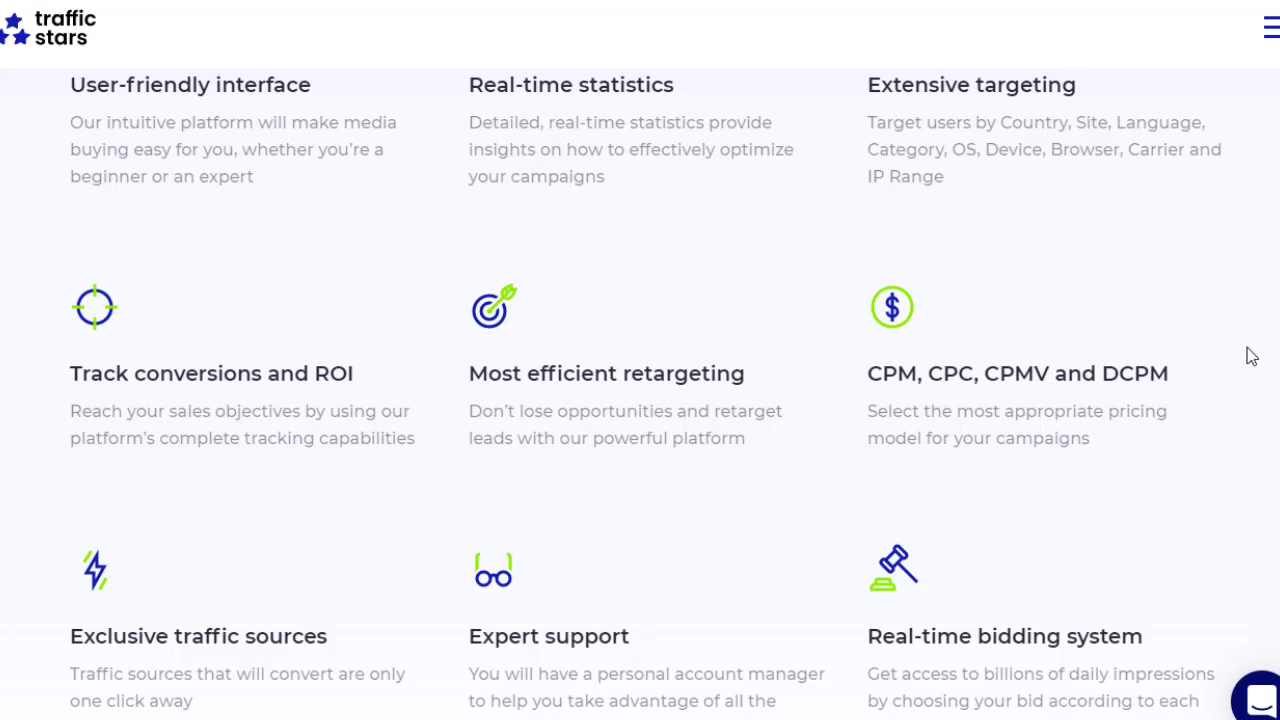 traffic
stars
User-friendly interface
Our intuitive platform will make media
buying easy for you, whether you're a
beginner or an expert
Real-time statistics
Detailed, real-time statistics provide
insights on how to effectively optimize
your campaigns
Extensive targeting
Target users by Country, Site, Language,
Category, OS, Device, Browser, Carrier and
IP Range
Track conversions and ROI
Reach your sales objectives by using our
platform's complete tracking capabilities
Most efficient retargeting
Don't lose opportunities and retarget
leads with our powerful platform
CPM, CPC, CPMV and DCPM
Select the most appropriate pricing
model for your campaigns
Exclusive traffic sources
Traffic sources that will convert are only
one click away
Expert support
You will have a personal account manager
to help you take advantage of all the
Real-time bidding system
Get access to billions of daily impressions
by choosing your bid according to each